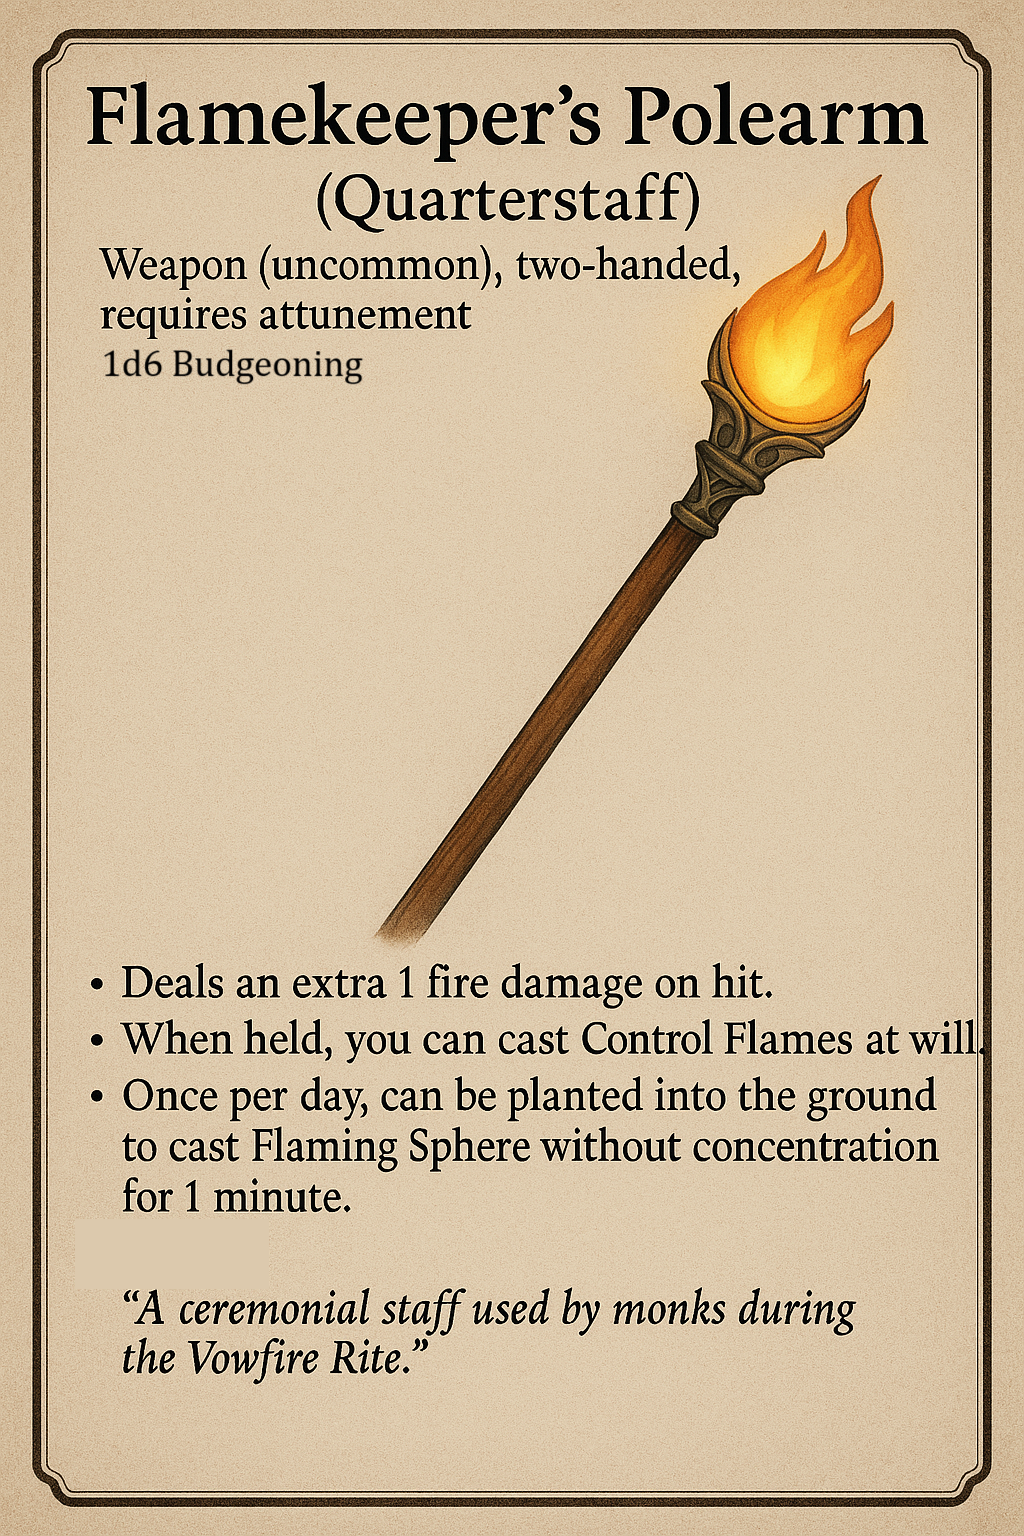 Flamekeeper’s Polearm
(Quarterstaff)
Weapon (uncommon), two-handed,
requires attunement
1d6 Budgeoning
• Deals an extra 1 fire damage on hit.
• When held, you can cast Control Flames at will.
• Once per day, can be planted into the ground
to cast Flaming Sphere without concentration
for 1 minute.
“A ceremonial staff used by monks during
the Vowfire Rite.”